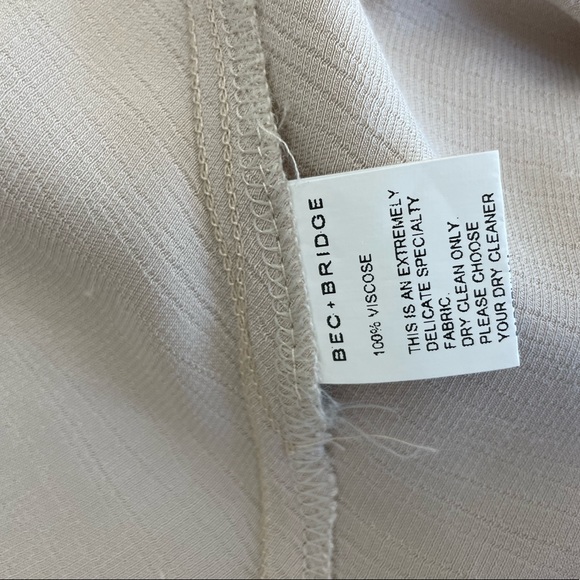 BEC+BRIDGE
100% VISCOSE
THIS IS AN EXTREMELY
DELICATE SPECIALTY
FABRIC.
DRY CLEAN ONLY.
PLEASE CHOOSE
YOUR DRY CLEANER